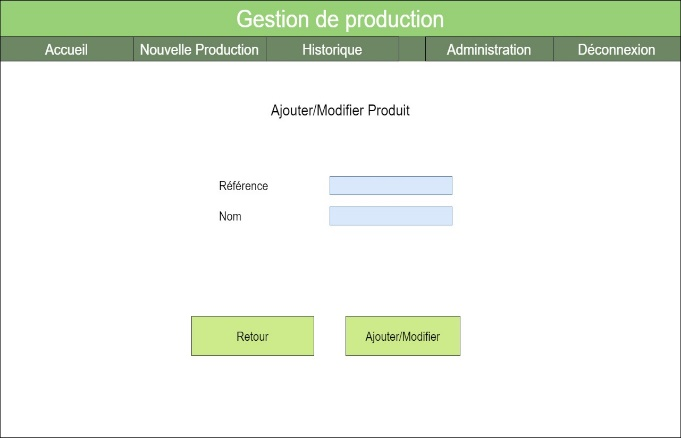 Gestion de production
Accueil Nouvelle Production Historique Administration Déconnexion
Ajouter/Modifier Produit
Référence
Nom
Retour Ajouter/Modifier